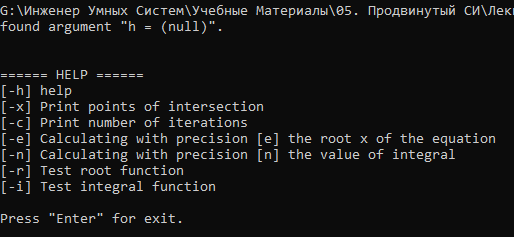 G:\Инженер Умных Систем\Учебные Материалы\05. Продвинутый СИ\Лек
found argument "h = (null)".
====== HELP ======
[-h] help
[-x] Print points of intersection
[-c] Print number of iterations
[-e] Calculating with precision [e] the root x of the equation
[-n] Calculating with precision [n] the value of integral
[-r] Test root function
[-i] Test integral function
Press "Enter" for exit.